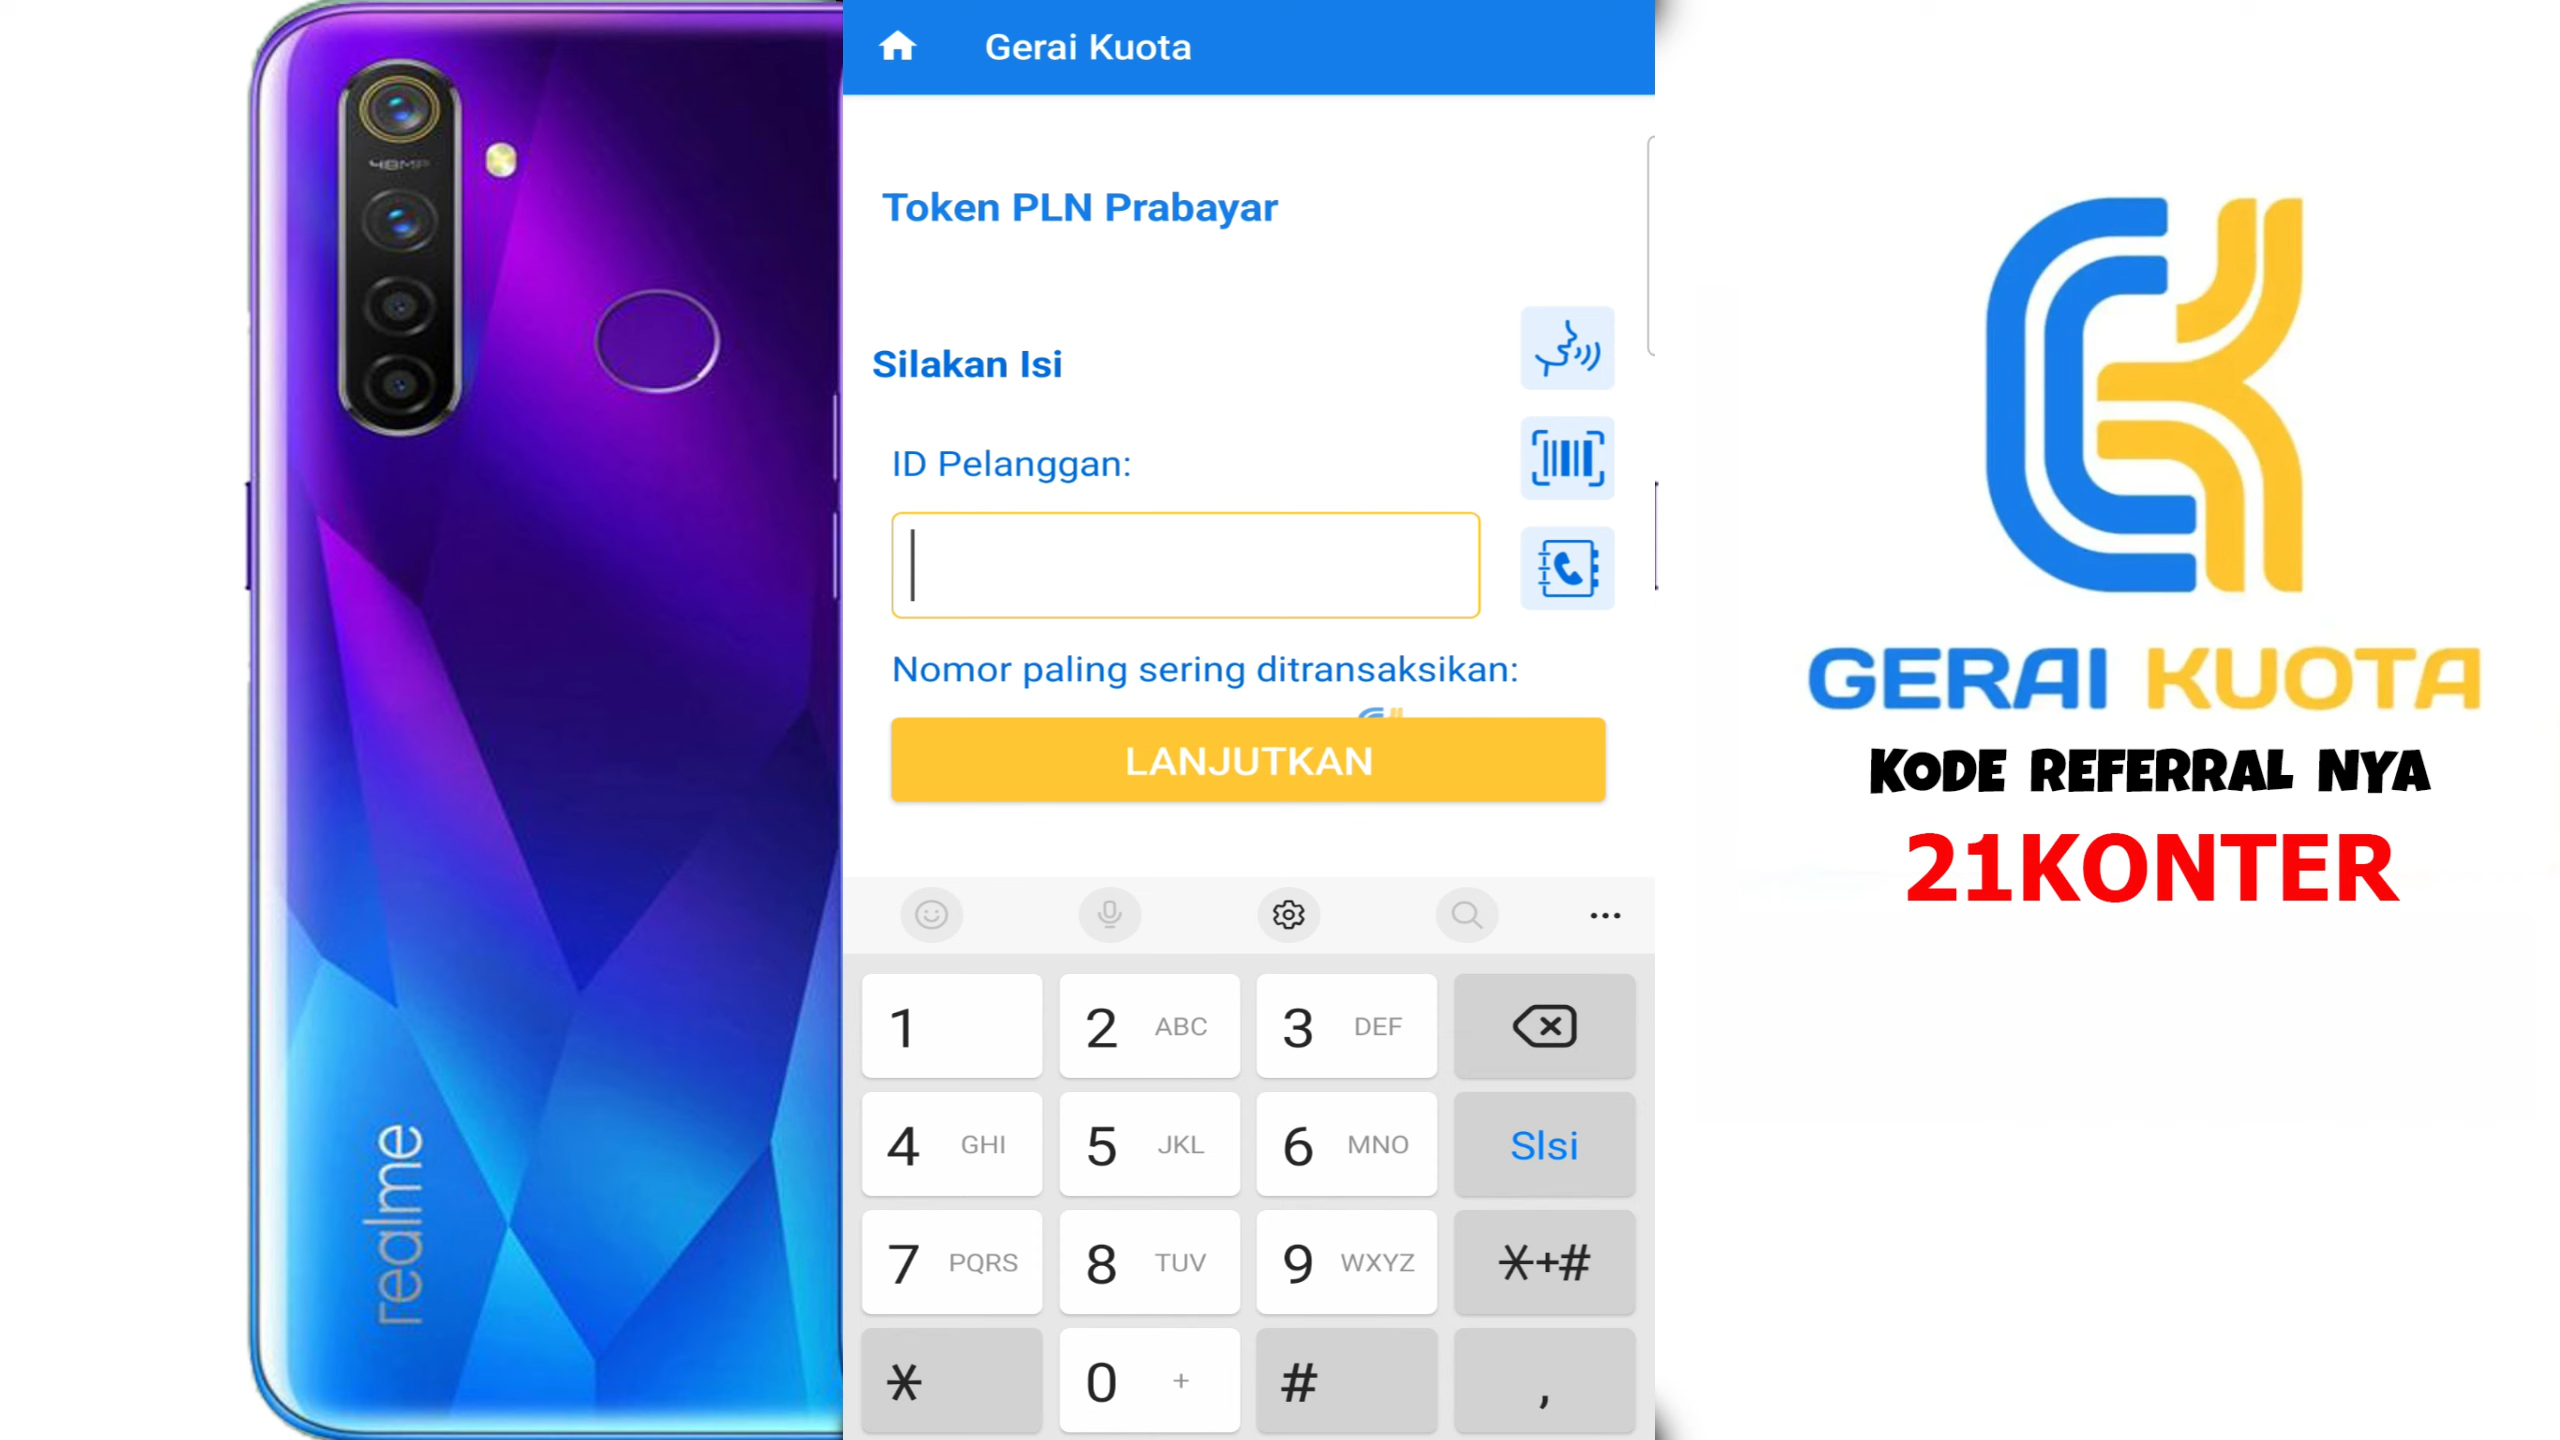 48MP
realme
Gerai Kuota
Token PLN Prabayar
Silakan Isi
ID Pelanggan:
Nomor paling sering ditransaksikan:
LANJUTKAN
1
2 ABC
3 DEF
4 GHI
5 JKL
6 MNO
Slsi
7 PQRS
8 TUV
9 WXYZ
*+#
*
0 +
#
,
GERAI KUOTA
KODE REFERRAL NYA
21KONTER